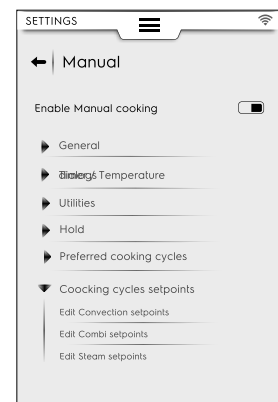 SETTINGS
Manual
Enable Manual cooking
General
Temperature
Utilities
Hold
Preferred cooking cycles
Coocking cycles setpoints
Edit Convection setpoints
Edit Combi setpoints
Edit Steam setpoints